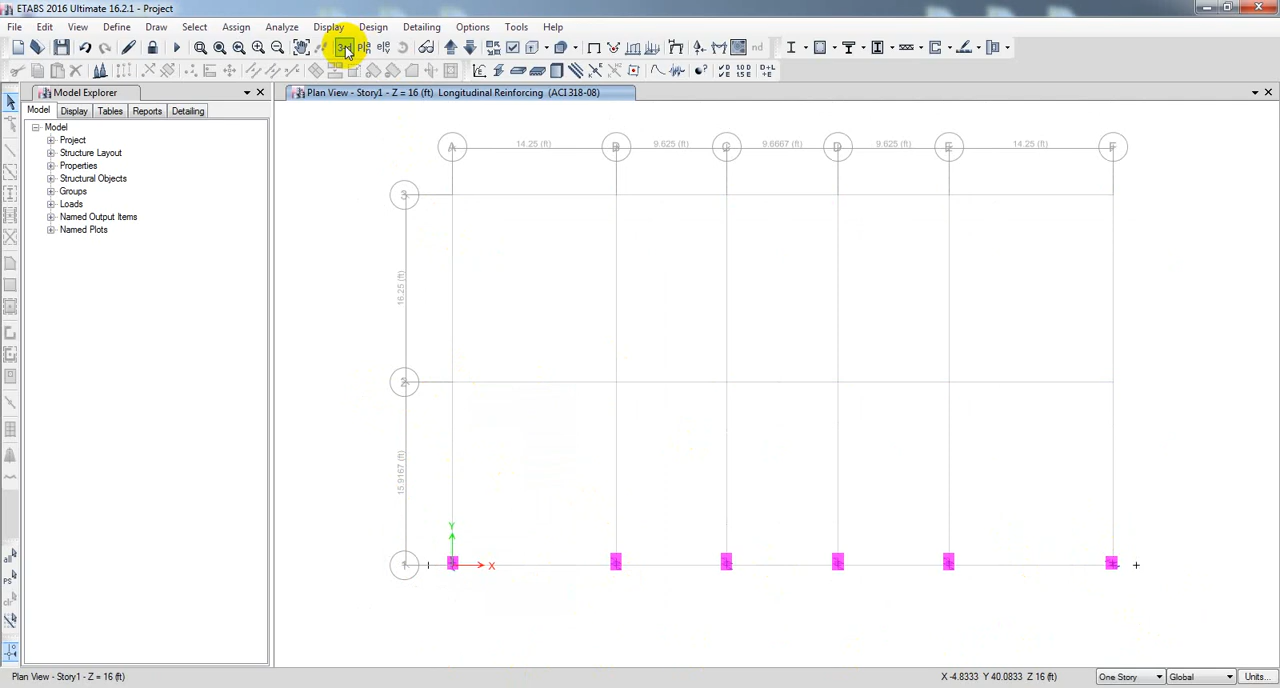 ETABS 2016 Ultimate 16.2.1 - Project
File Edit View Define Draw Select Assign Analyze Display Design Detailing Options Tools Help
nd
Model Explorer
Plan View - Story1 - Z = 16 (ft) Longitudinal Reinforcing (ACI 318-08)
Model Display Tables Reports Detailing
Model
Project
Structure Layout
Properties
Structural Objects
Groups
Loads
Named Output Items
Named Plots
A B C D E F
14.25 (ft) 9.625 (ft) 9.6667 (ft) 9.625 (ft) 14.25 (ft)
3
16.25 (ft)
2
15.9167 (ft)
1
Y
X
all
PS
clr
Plan View - Story1 - Z = 16 (ft)
X -4.8333 Y 40.0833 Z 16 (ft)
One Story
Global
Units...